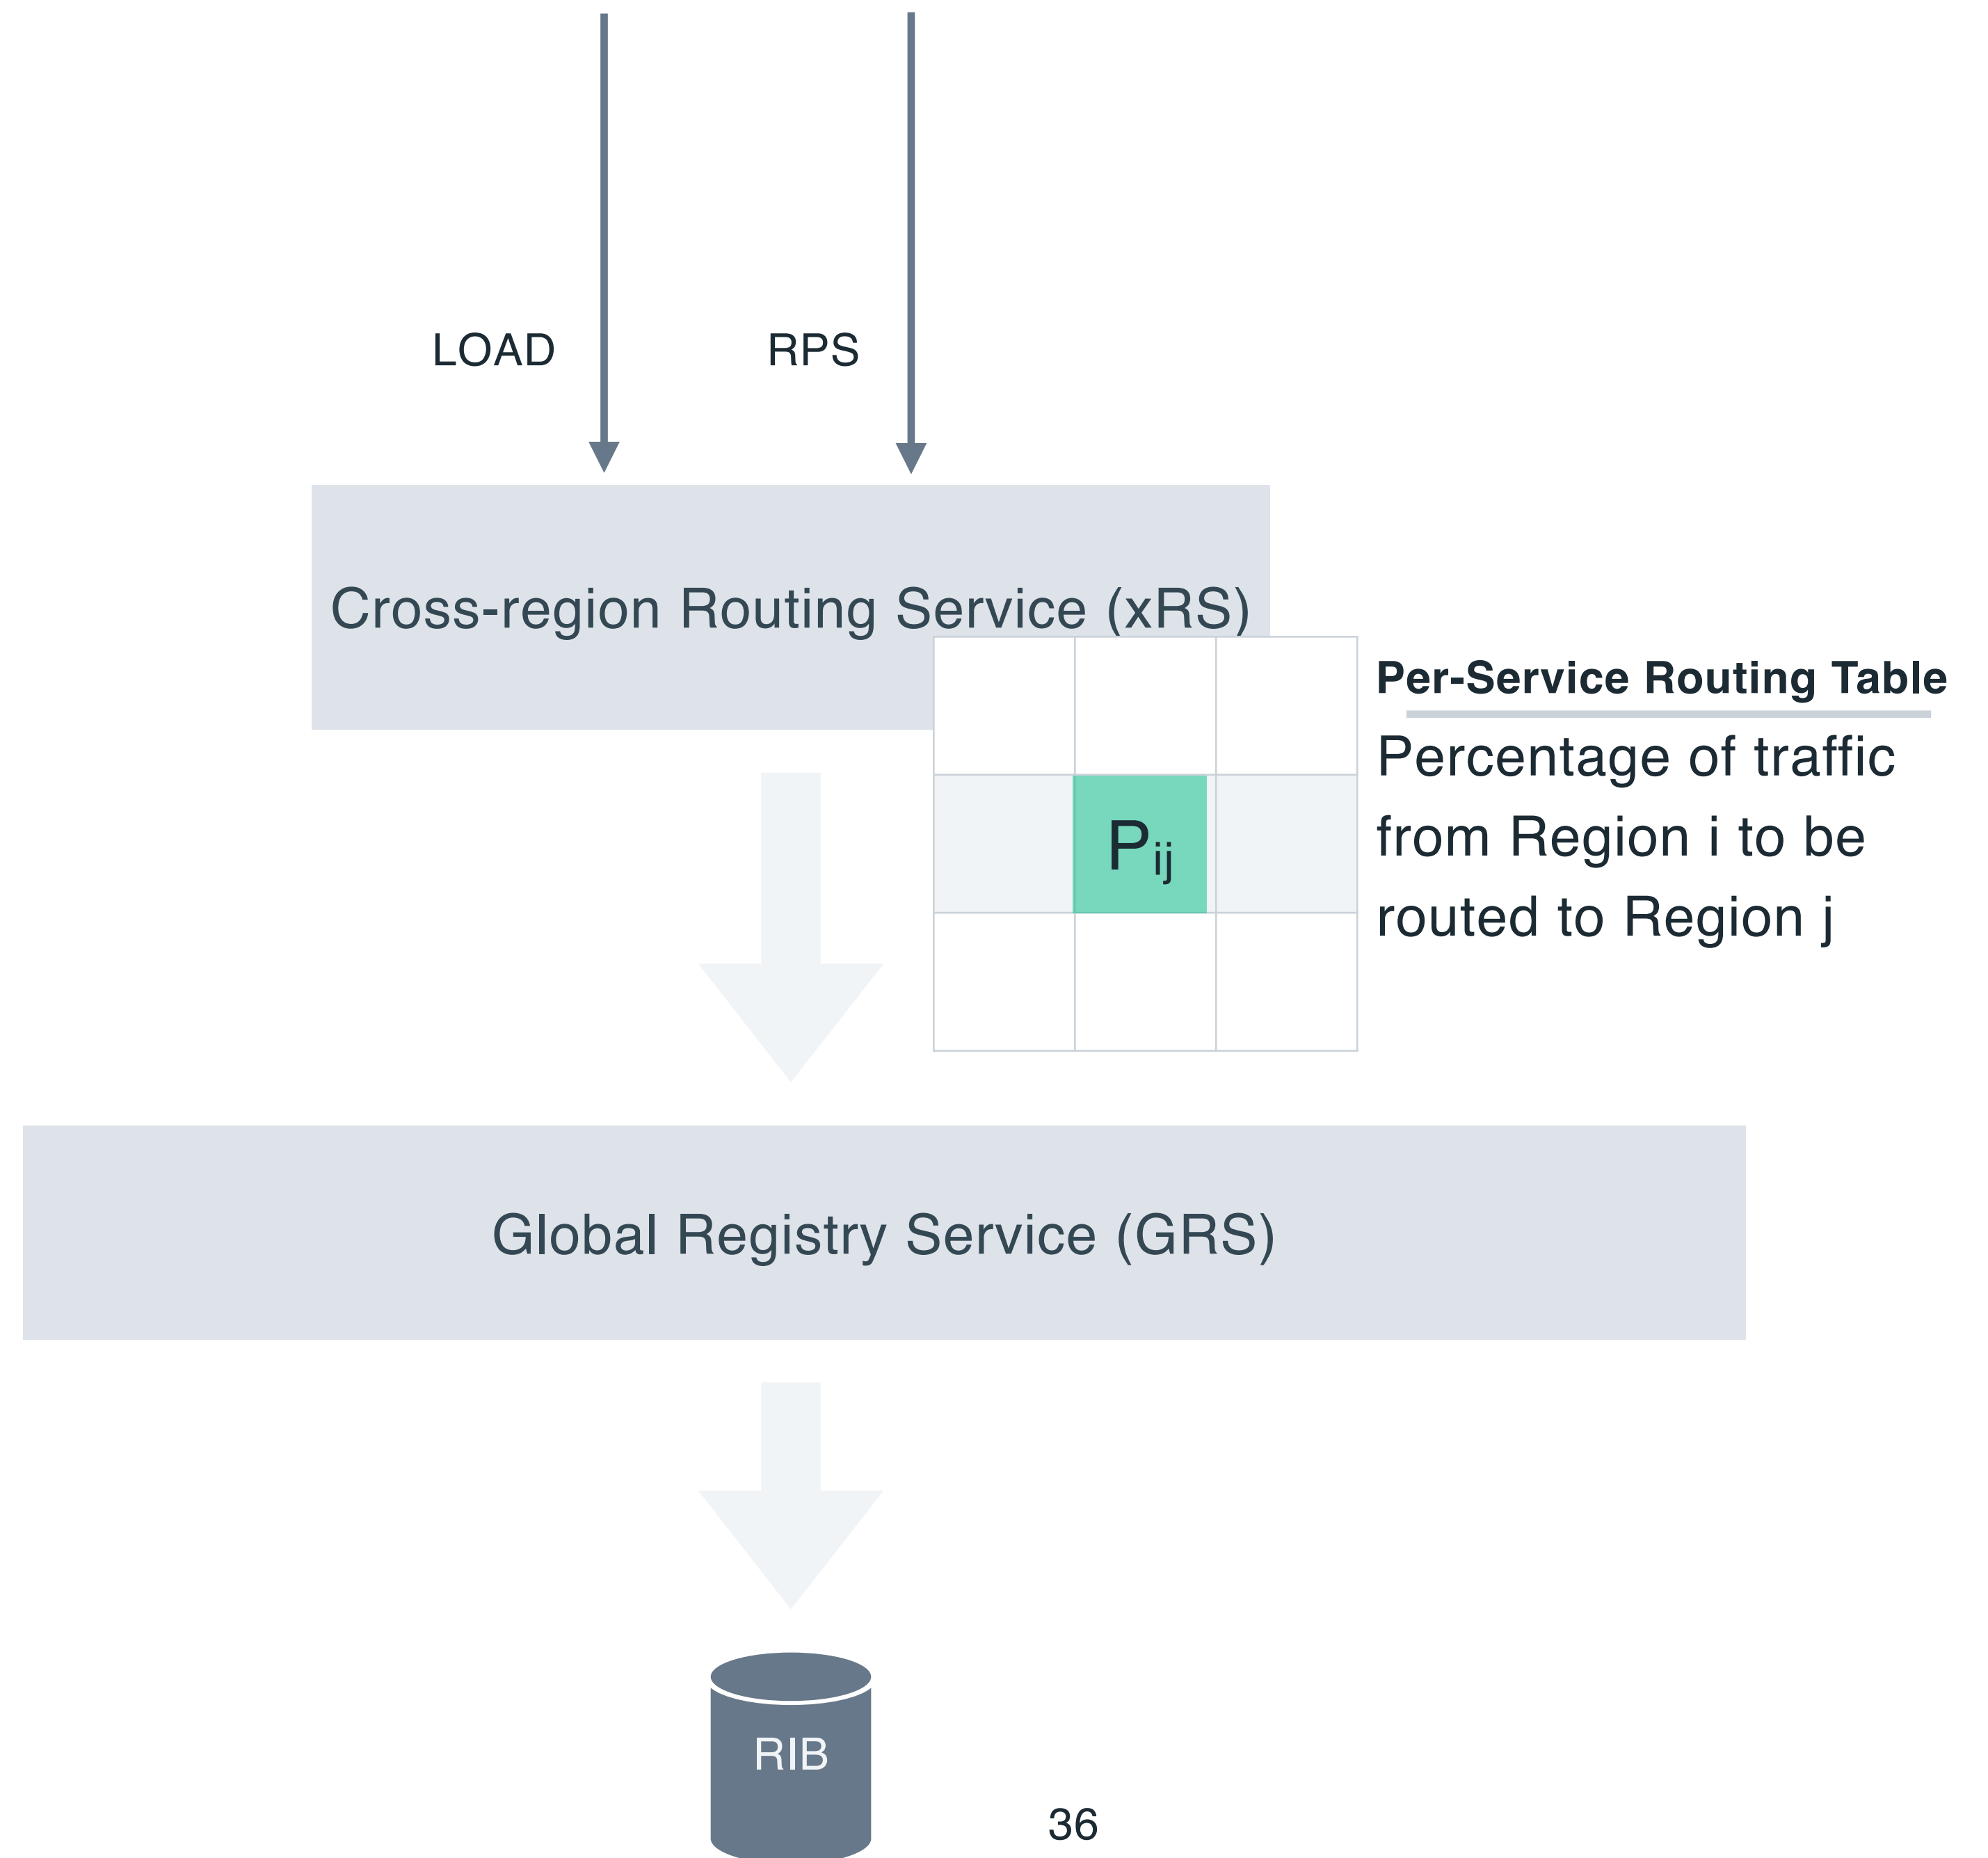 LOAD
RPS
Cross-region Routing Service (xRS)
Per-Service Routing Table
Percentage of traffic
from Region i to be
routed to Region j
Pij
Global Registry Service (GRS)
RIB
36